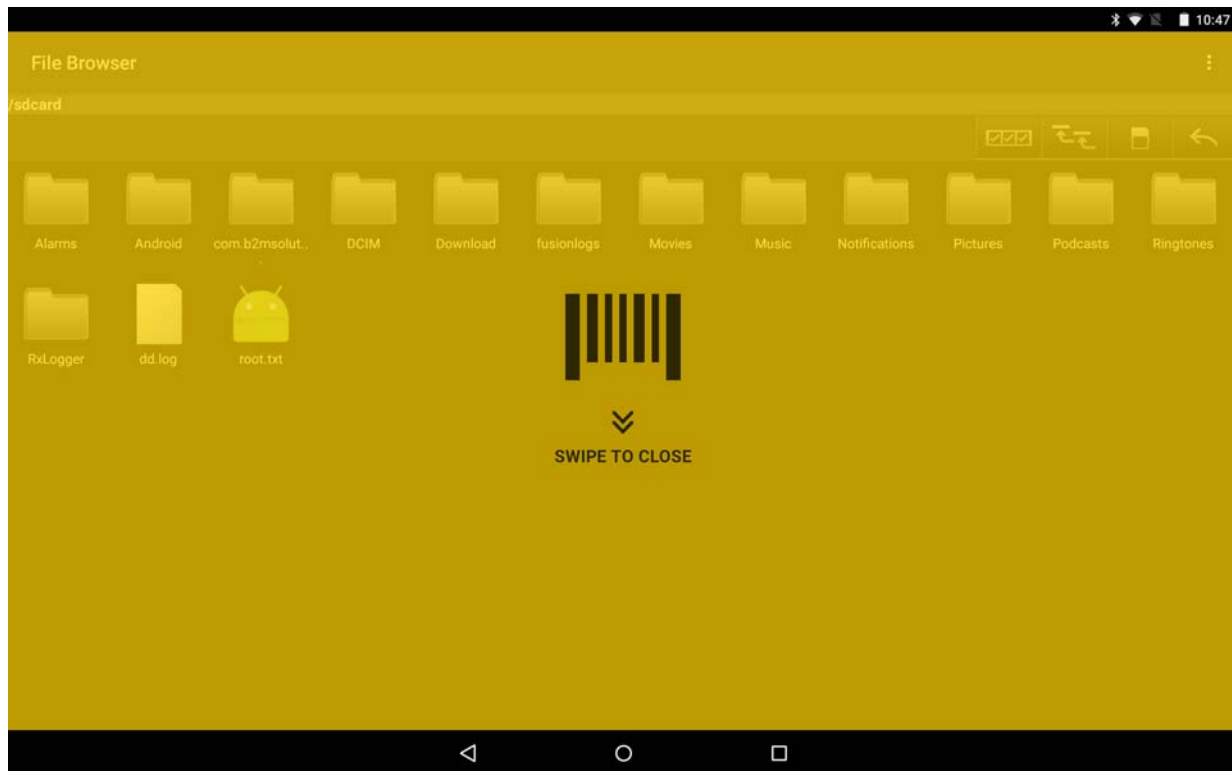 10:47
File Browser
/sdcard
Alarms Android com.b2msolut.. DCIM Download fusionlogs Movies Music Notifications Pictures Podcasts Ringtones
.
RxLogger dd.log root.txt
SWIPE TO CLOSE